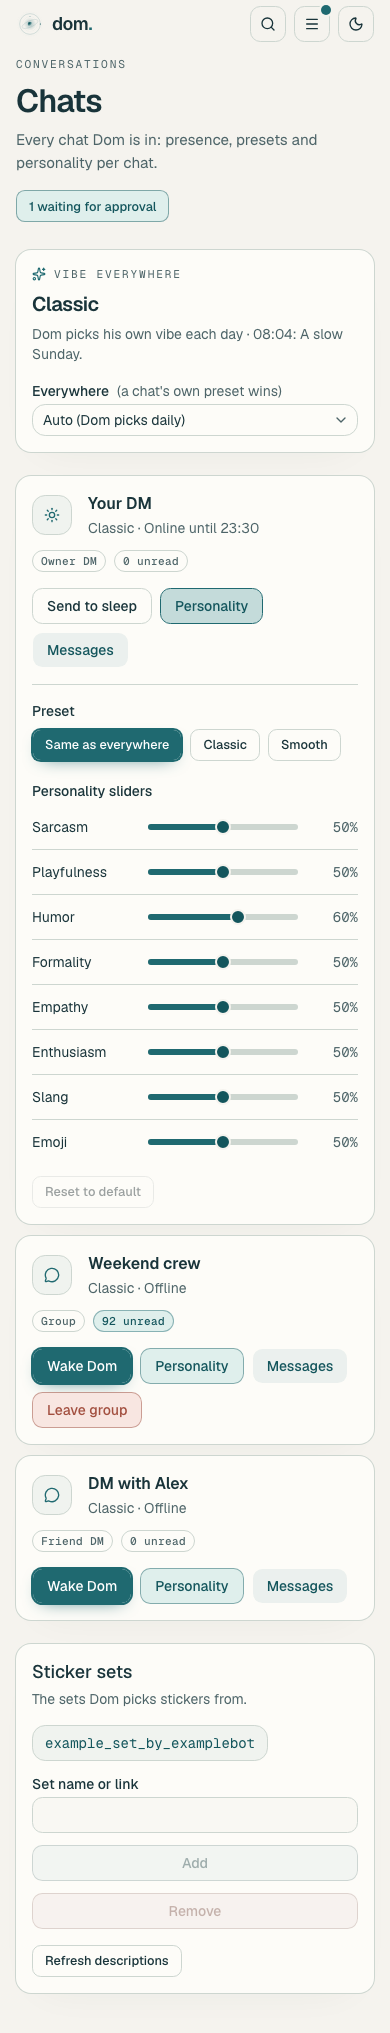 dom.
CONVERSATIONS
Chats
Every chat Dom is in: presence, presets and
personality per chat.
1 waiting for approval
VIBE EVERYWHERE
Classic
Dom picks his own vibe each day · 08:04: A slow
Sunday.
Everywhere (a chat's own preset wins)
Auto (Dom picks daily)
Your DM
Classic · Online until 23:30
Owner DM 0 unread
Send to sleep Personality
Messages
Preset
Same as everywhere Classic Smooth
Personality sliders
Sarcasm 50%
Playfulness 50%
Humor 60%
Formality 50%
Empathy 50%
Enthusiasm 50%
Slang 50%
Emoji 50%
Reset to default
Weekend crew
Classic · Offline
Group 92 unread
Wake Dom Personality Messages
Leave group
DM with Alex
Classic · Offline
Friend DM 0 unread
Wake Dom Personality Messages
Sticker sets
The sets Dom picks stickers from.
example_set_by_examplebot
Set name or link
Add
Remove
Refresh descriptions